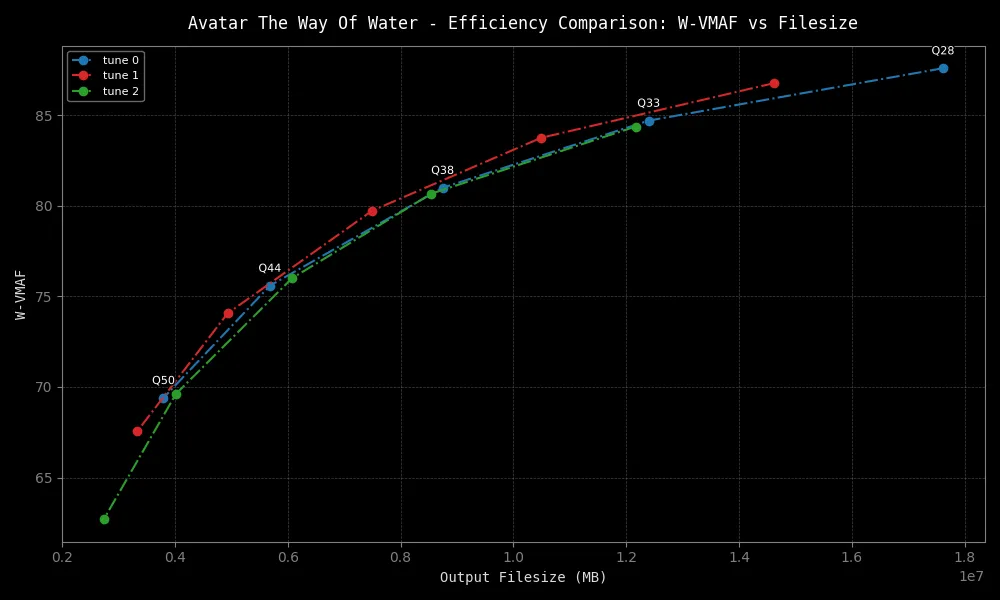 Avatar The Way Of Water - Efficiency Comparison: W-VMAF vs Filesize
tune 0
tune 1
tune 2
Q28
Q33
Q38
Q44
Q50
85
80
75
70
65
W-VMAF
0.2 0.4 0.6 0.8 1.0 1.2 1.4 1.6 1.8
1e7
Output Filesize (MB)